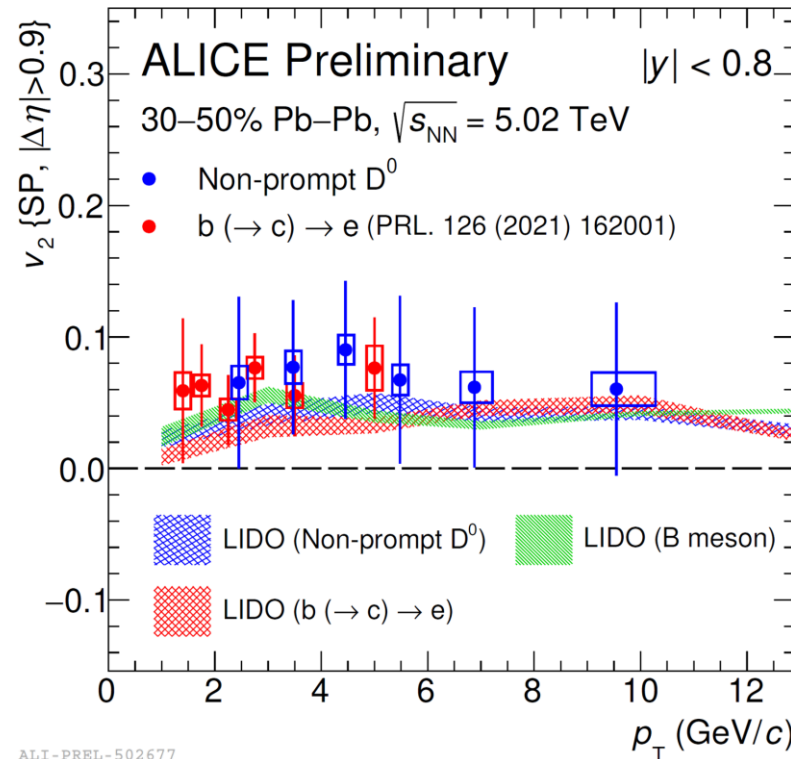 ALICE Preliminary
|y| < 0.8
30–50% Pb–Pb, √s_NN = 5.02 TeV
Non-prompt D⁰
b (→ c) → e (PRL. 126 (2021) 162001)
v₂ {SP, |Δη|>0.9}
0.3
0.2
0.1
0.0
−0.1
LIDO (Non-prompt D⁰)
LIDO (B meson)
LIDO (b (→ c) → e)
0 2 4 6 8 10 12
p_T (GeV/c)
ALI-PREL-502677